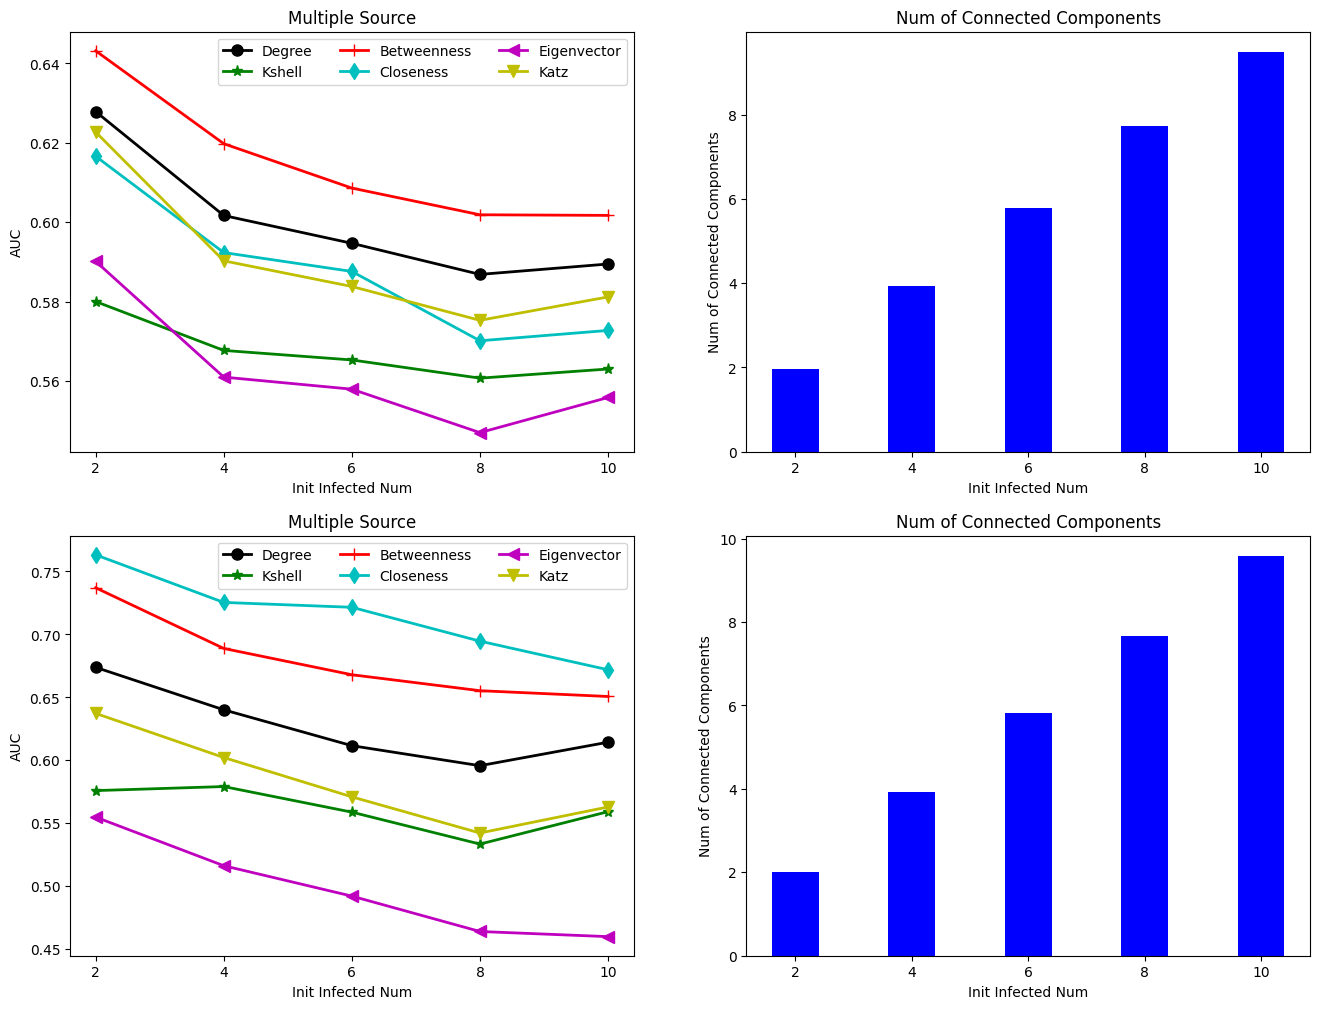 Multiple Source
Degree Betweenness Eigenvector
Kshell Closeness Katz
0.64
0.62
0.60
0.58
0.56
AUC
2 4 6 8 10
Init Infected Num
Num of Connected Components
8
6
4
2
0
Num of Connected Components
2 4 6 8 10
Init Infected Num
Multiple Source
Degree Betweenness Eigenvector
Kshell Closeness Katz
0.75
0.70
0.65
0.60
0.55
0.50
0.45
AUC
2 4 6 8 10
Init Infected Num
Num of Connected Components
10
8
6
4
2
0
Num of Connected Components
2 4 6 8 10
Init Infected Num